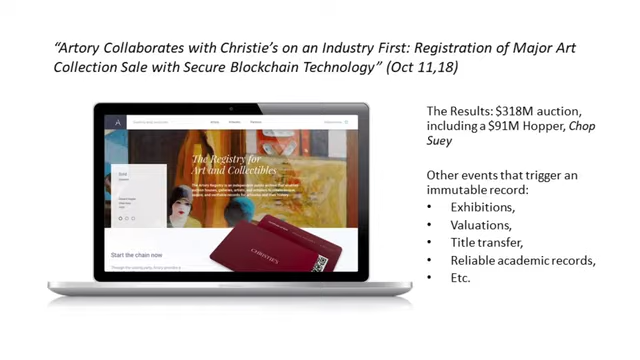 “Artory Collaborates with Christie’s on an Industry First: Registration of Major Art
Collection Sale with Secure Blockchain Technology” (Oct 11,18)
The Results: $318M auction,
including a $91M Hopper, Chop
Suey
Other events that trigger an
immutable record:
• Exhibitions,
• Valuations,
• Title transfer,
• Reliable academic records,
• Etc.
A
The Registry for
Art and Collectibles
Start the chain now
CHRISTIE'S